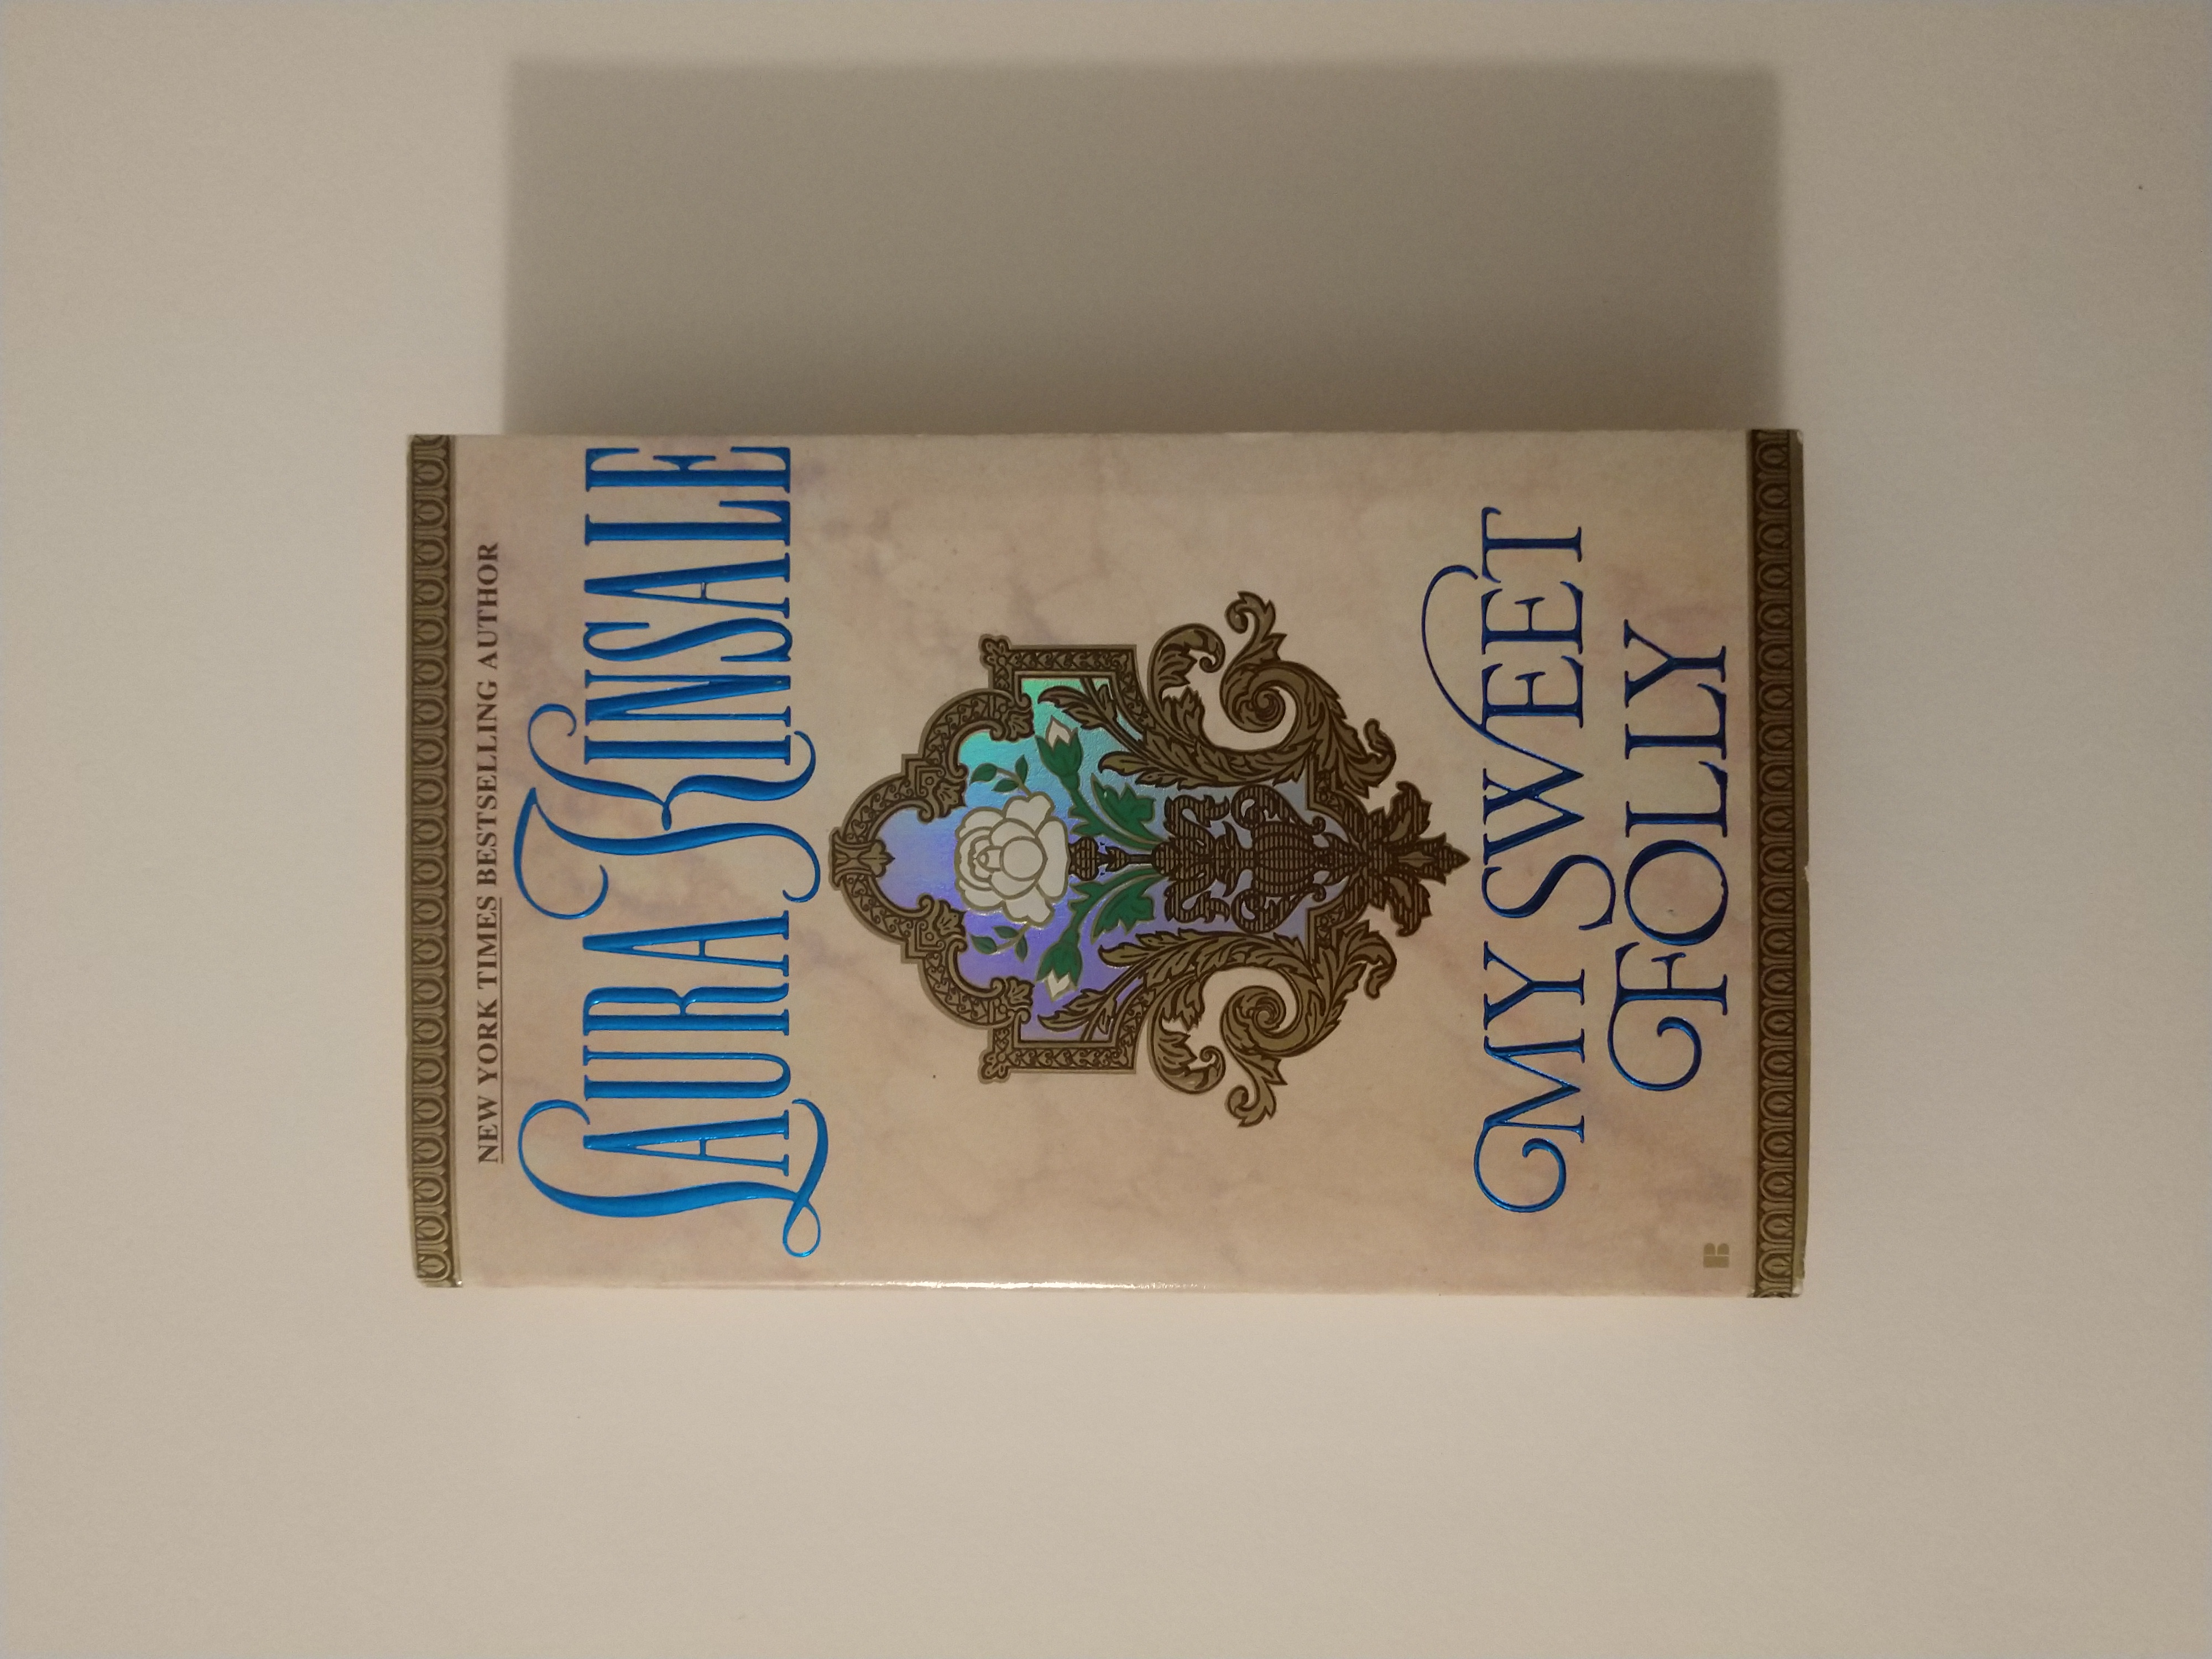 NEW YORK TIMES BESTSELLING AUTHOR
LAURA KINSALE
MY SWEET
FOLLY
B